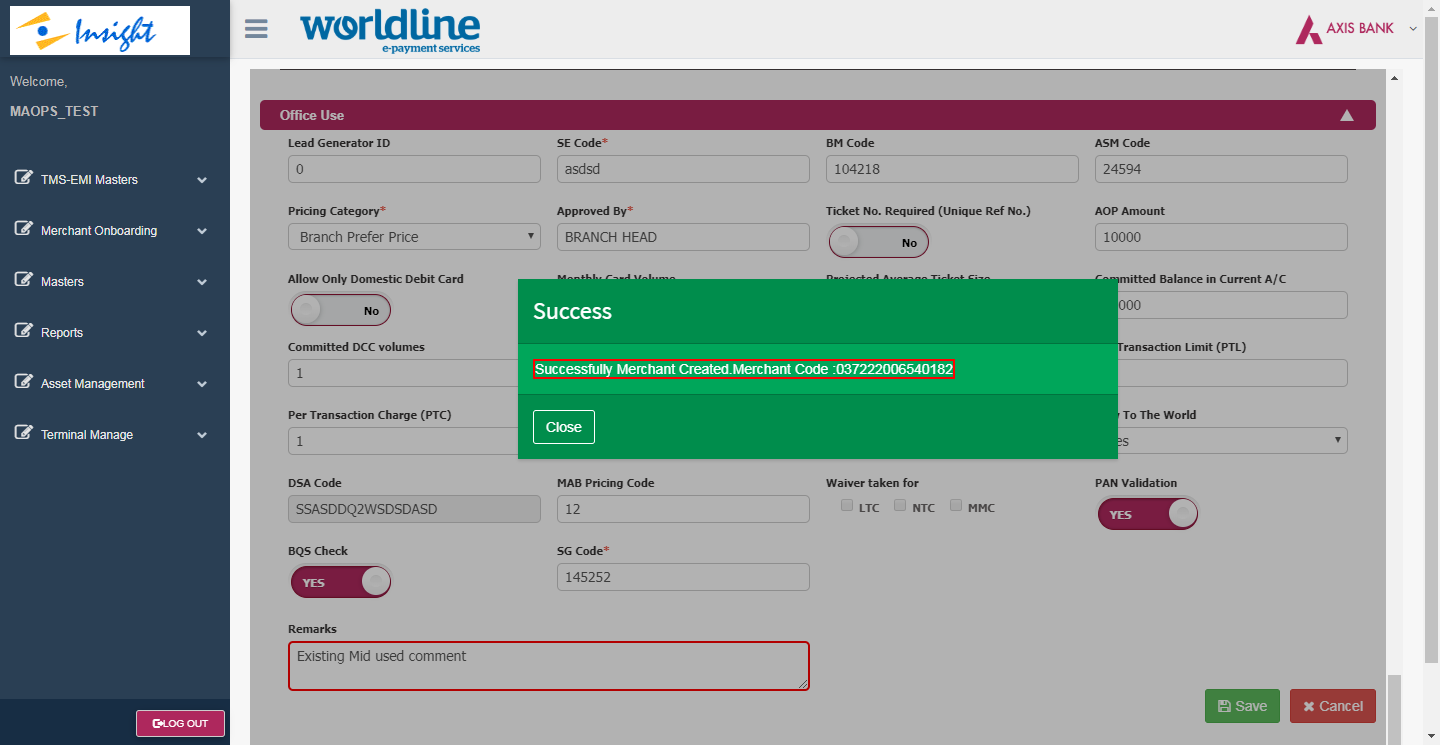 Insight
worldline
e-payment services
AXIS BANK
Welcome,
MAOPS_TEST
TMS-EMI Masters
Merchant Onboarding
Masters
Reports
Asset Management
Terminal Manage
LOG OUT
Office Use
Lead Generator ID SE Code* BM Code ASM Code
0 asdsd 104218 24594
Pricing Category* Approved By* Ticket No. Required (Unique Ref No.) AOP Amount
Branch Prefer Price BRANCH HEAD No 10000
Allow Only Domestic Debit Card Monthly Card Volume Projected Average Ticket Size Committed Balance in Current A/C
No 000
Success
Committed DCC volumes Transaction Limit (PTL)
1
Successfully Merchant Created.Merchant Code :037222006540182
Per Transaction Charge (PTC) To The World
1
Close
DSA Code MAB Pricing Code Waiver taken for PAN Validation
SSASDDQ2WSDSDASD 12 LTC NTC MMC YES
BQS Check SG Code*
YES 145252
Remarks
Existing Mid used comment
Save Cancel